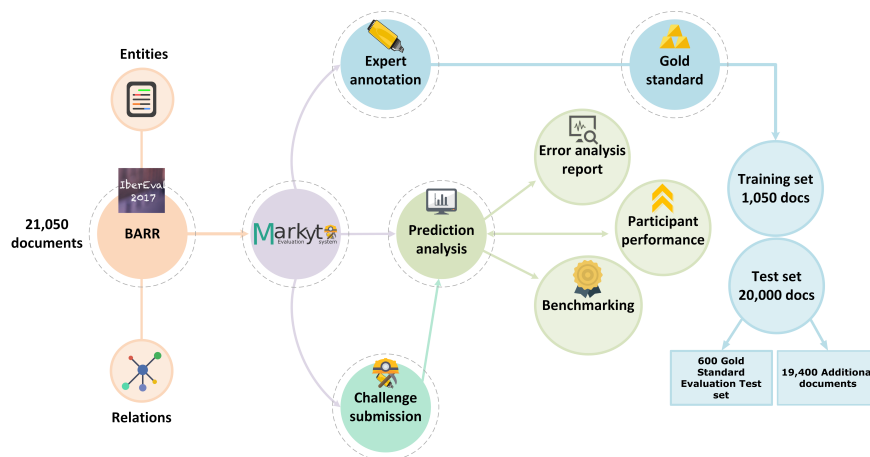 Entities
IberEval
2017
21,050
documents
BARR
Relations
Markyt
Evaluation system
Expert
annotation
Gold
standard
Error analysis
report
Prediction
analysis
Participant
performance
Benchmarking
Challenge
submission
Training set
1,050 docs
Test set
20,000 docs
600 Gold
Standard
Evaluation Test
set
19,400 Additional
documents